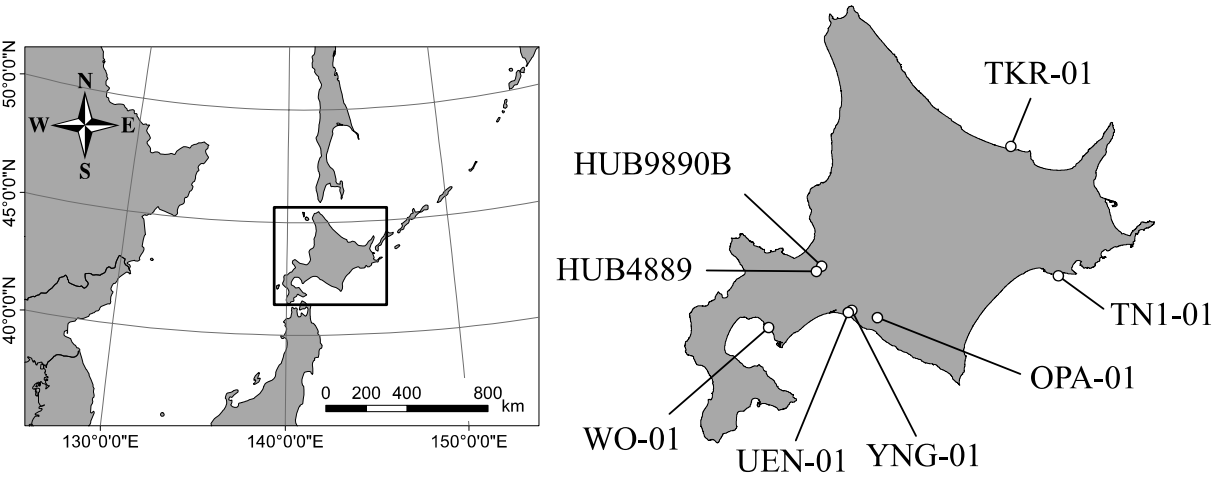 50°0'0"N
45°0'0"N
40°0'0"N
N
W
E
S
0 200 400 800
km
130°0'0"E
140°0'0"E
150°0'0"E
TKR-01
HUB9890B
HUB4889
TN1-01
OPA-01
WO-01
UEN-01
YNG-01